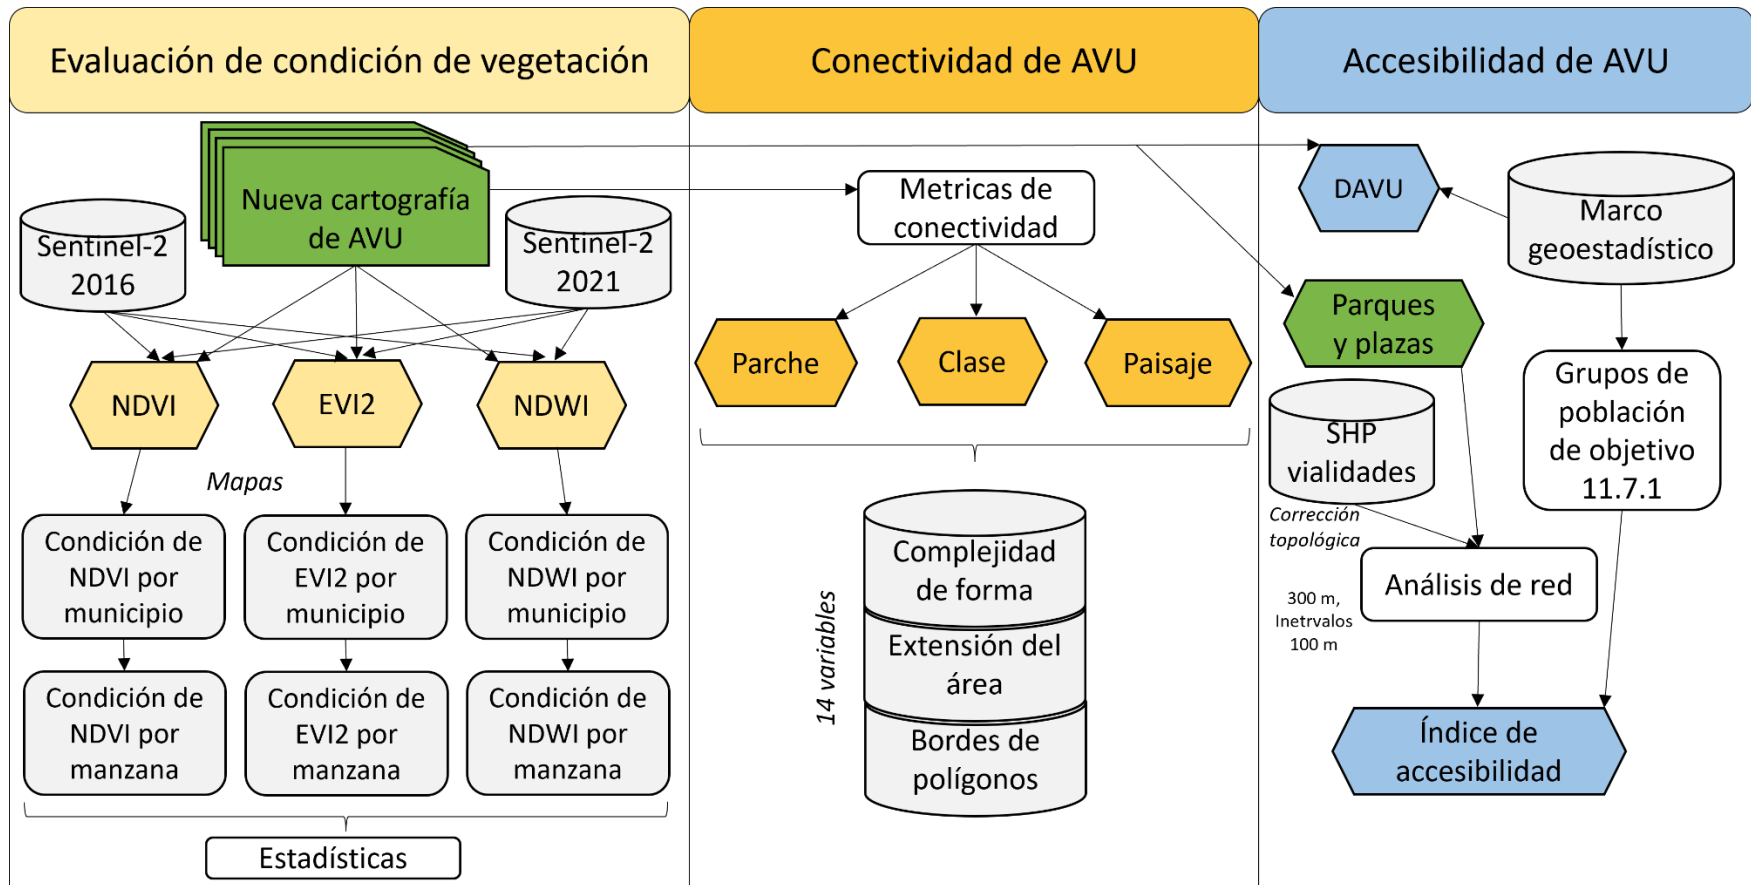 Evaluación de condición de vegetación
Conectividad de AVU
Accesibilidad de AVU
Nueva cartografía
de AVU
Sentinel-2
2016
Sentinel-2
2021
NDVI
EVI2
NDWI
Mapas
Condición de
NDVI por
municipio
Condición de
EVI2 por
municipio
Condición de
NDWI por
municipio
Condición de
NDVI por
manzana
Condición de
EVI2 por
manzana
Condición de
NDWI por
manzana
Estadísticas
Metricas de
conectividad
Parche
Clase
Paisaje
14 variables
Complejidad
de forma
Extensión del
área
Bordes de
polígonos
DAVU
Marco
geoestadístico
Parques
y plazas
SHP
vialidades
Corrección
topológica
Grupos de
población
de objetivo
11.7.1
Análisis de red
300 m,
Inetrvalos
100 m
Índice de
accesibilidad